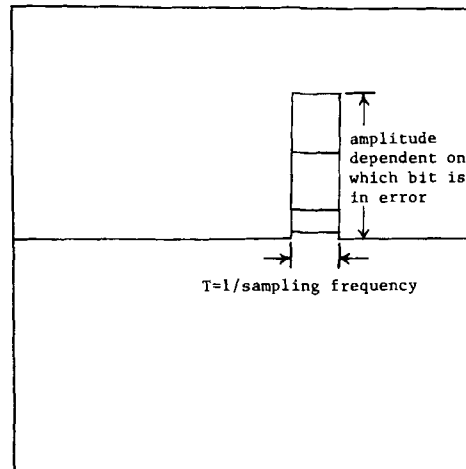 amplitude
dependent on
which bit is
in error
T=1/sampling frequency